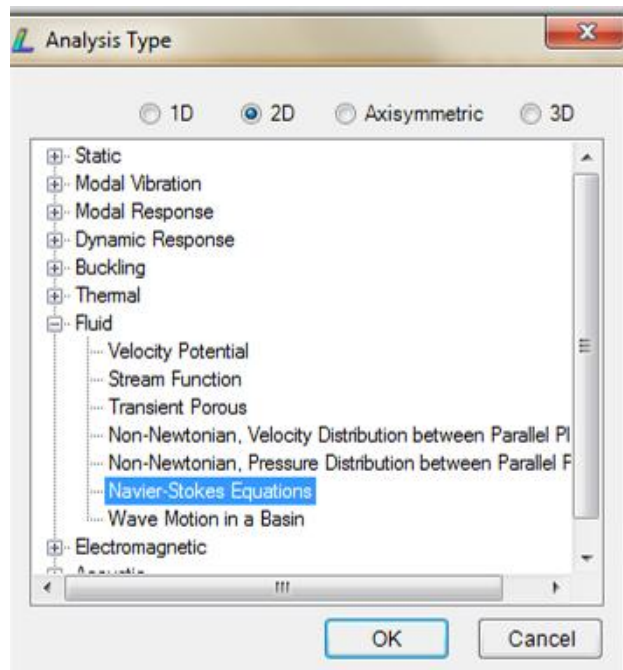 Analysis Type
1D 2D Axisymmetric 3D
Static
Modal Vibration
Modal Response
Dynamic Response
Buckling
Thermal
Fluid
Velocity Potential
Stream Function
Transient Porous
Non-Newtonian, Velocity Distribution between Parallel Pl
Non-Newtonian, Pressure Distribution between Parallel F
Navier-Stokes Equations
Wave Motion in a Basin
Electromagnetic
OK Cancel